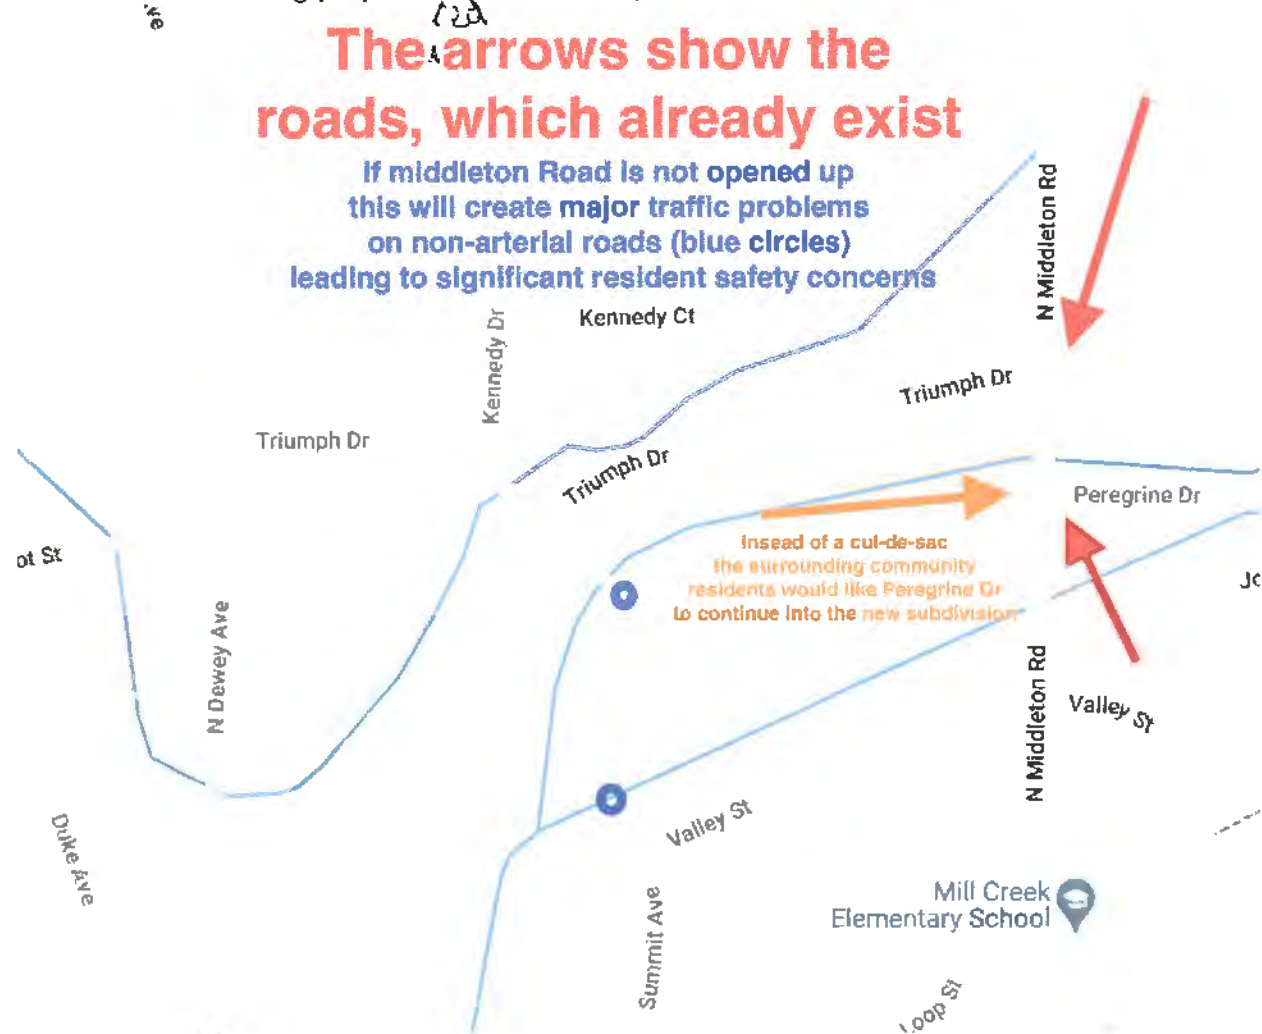 ve
red
The arrows show the
roads, which already exist
If middleton Road is not opened up
this will create major traffic problems
on non-arterial roads (blue circles)
leading to significant resident safety concerns
N Middleton Rd
Kennedy Ct
Kennedy Dr
Triumph Dr
Triumph Dr
Triumph Dr
Peregrine Dr
Insead of a cul-de-sac
the surrounding community
residents would like Peregrine Dr
to continue into the new subdivision
ot St
Jo
N Dewey Ave
N Middleton Rd
Valley St
Valley St
Duke Ave
Mill Creek
Elementary School
Summit Ave
Loop St